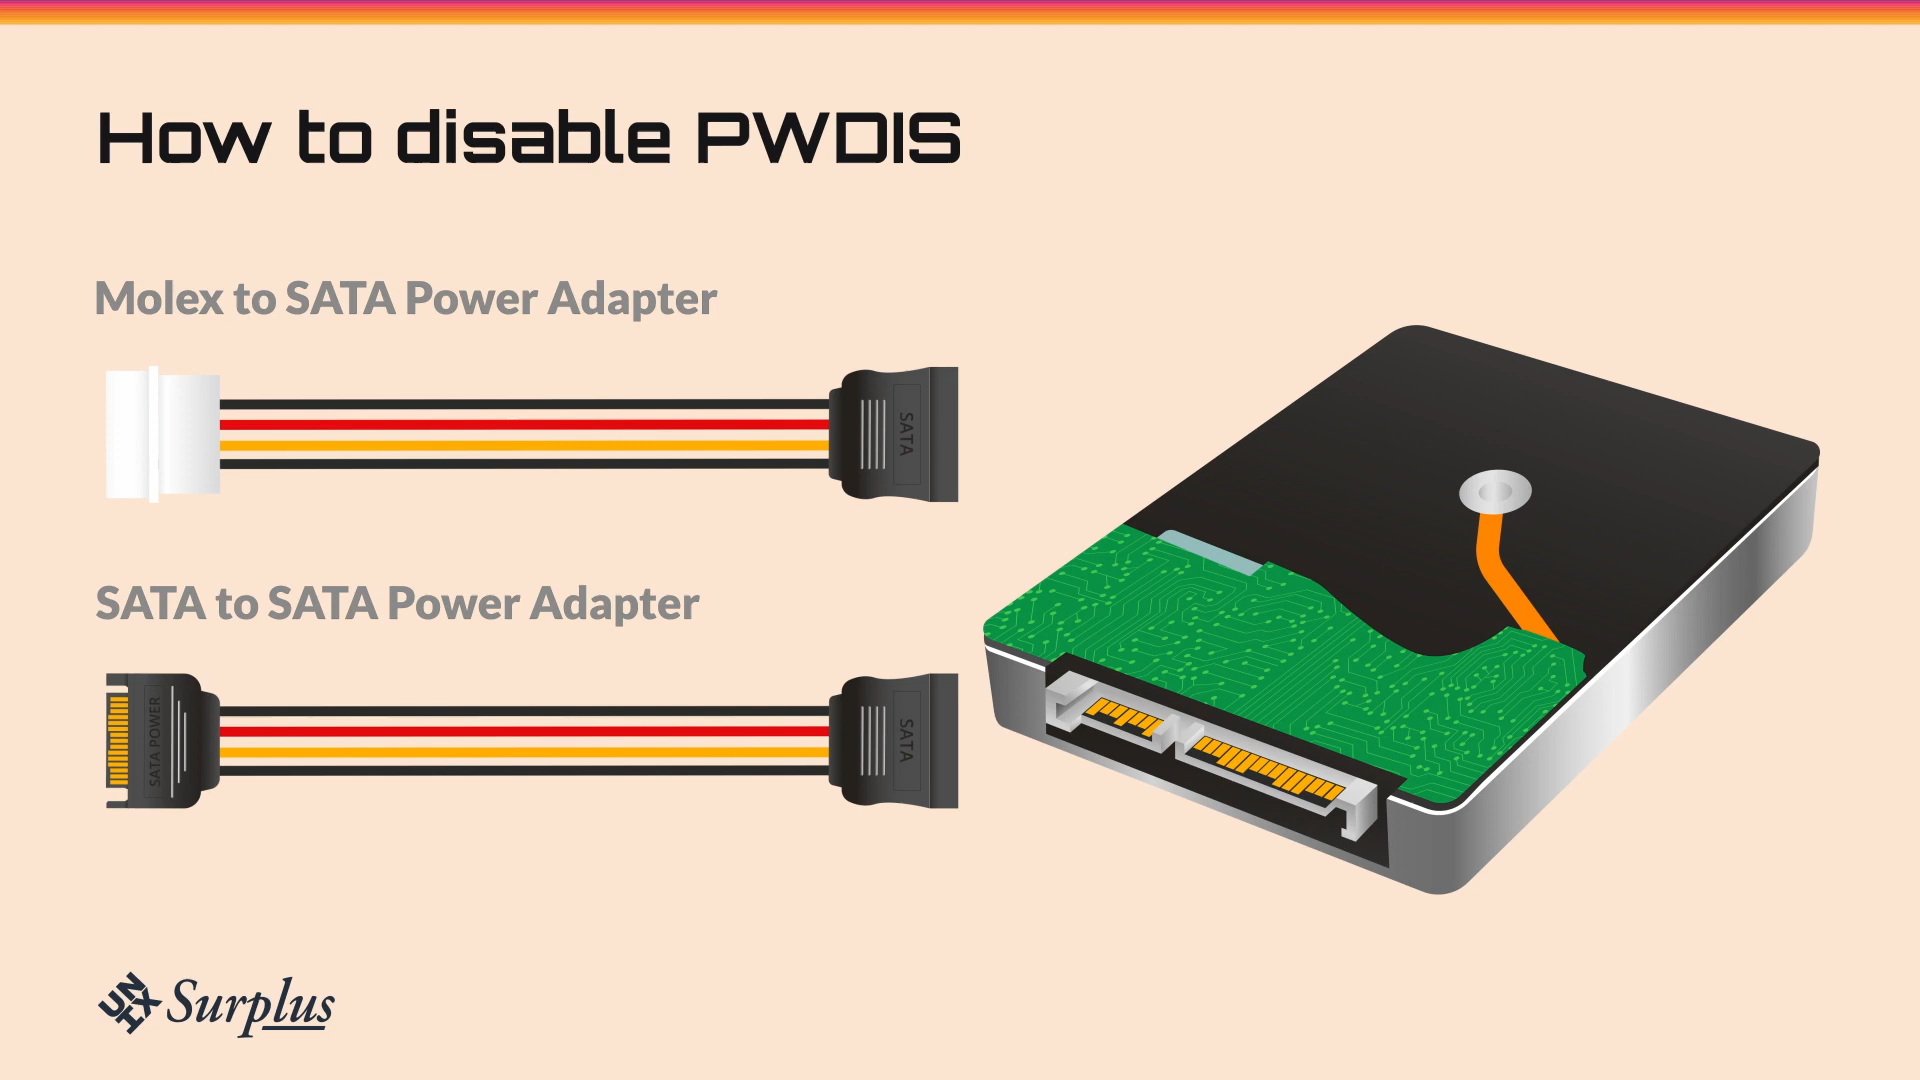 How to disable PWDIS
Molex to SATA Power Adapter
SATA
SATA to SATA Power Adapter
SATA POWER
SATA
UNIX Surplus